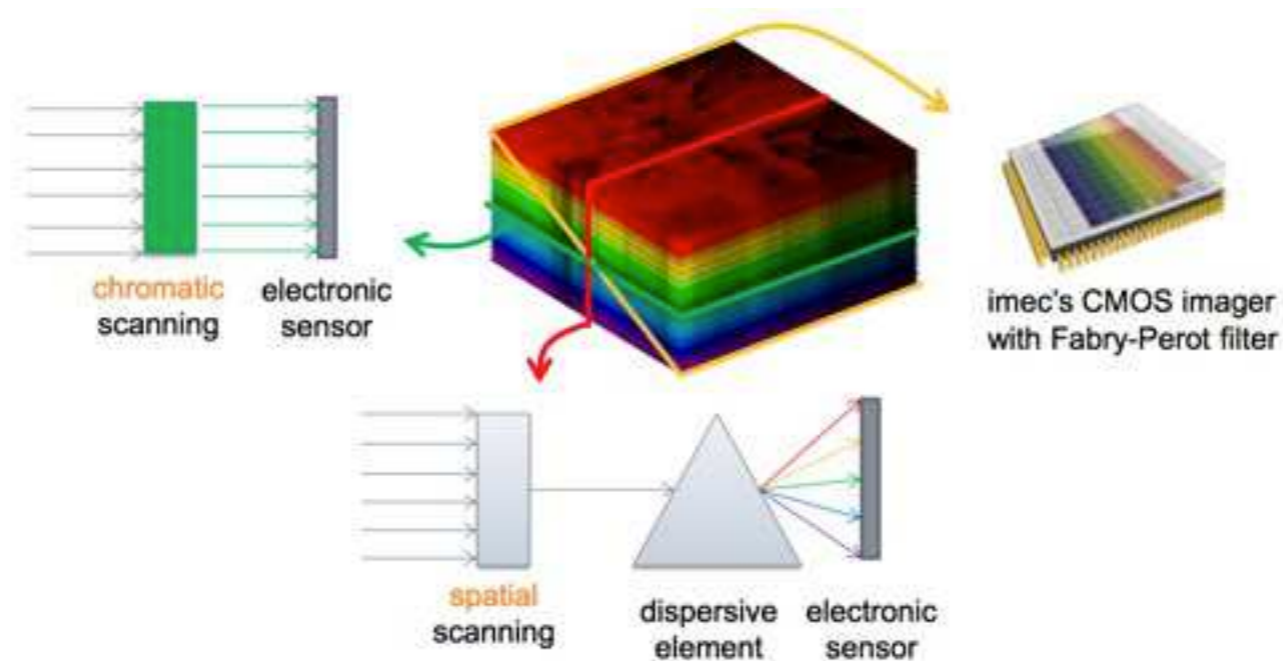 chromatic
scanning
electronic
sensor
imec's CMOS imager
with Fabry-Perot filter
spatial
scanning
dispersive
element
electronic
sensor